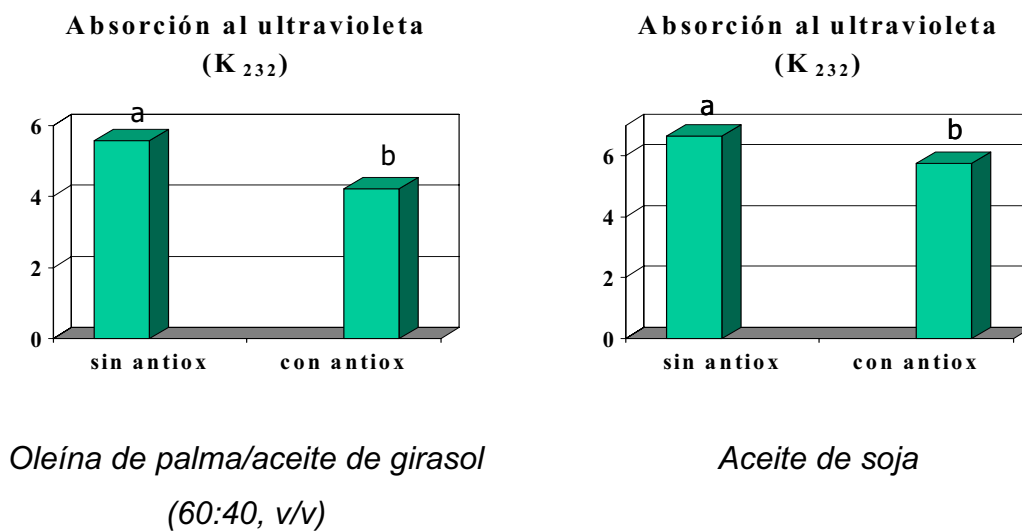 Absorción al ultravioleta
(K₂₃₂)
6
4
2
0
a
b
sin antiox
con antiox
Oleína de palma/aceite de girasol
(60:40, v/v)
Absorción al ultravioleta
(K₂₃₂)
6
4
2
0
a
b
sin antiox
con antiox
Aceite de soja